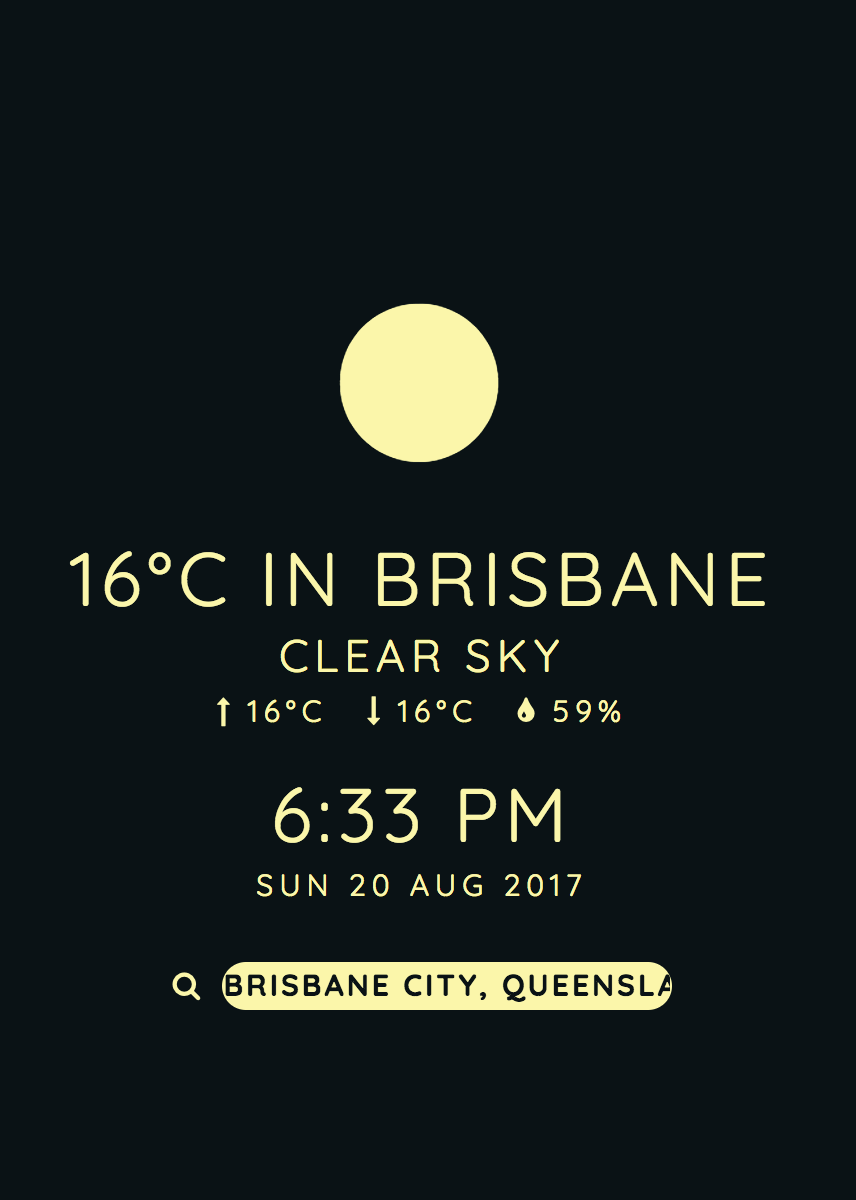 16°C IN BRISBANE
CLEAR SKY
16°C 16°C 59%
6:33 PM
SUN 20 AUG 2017
BRISBANE CITY, QUEENSLA